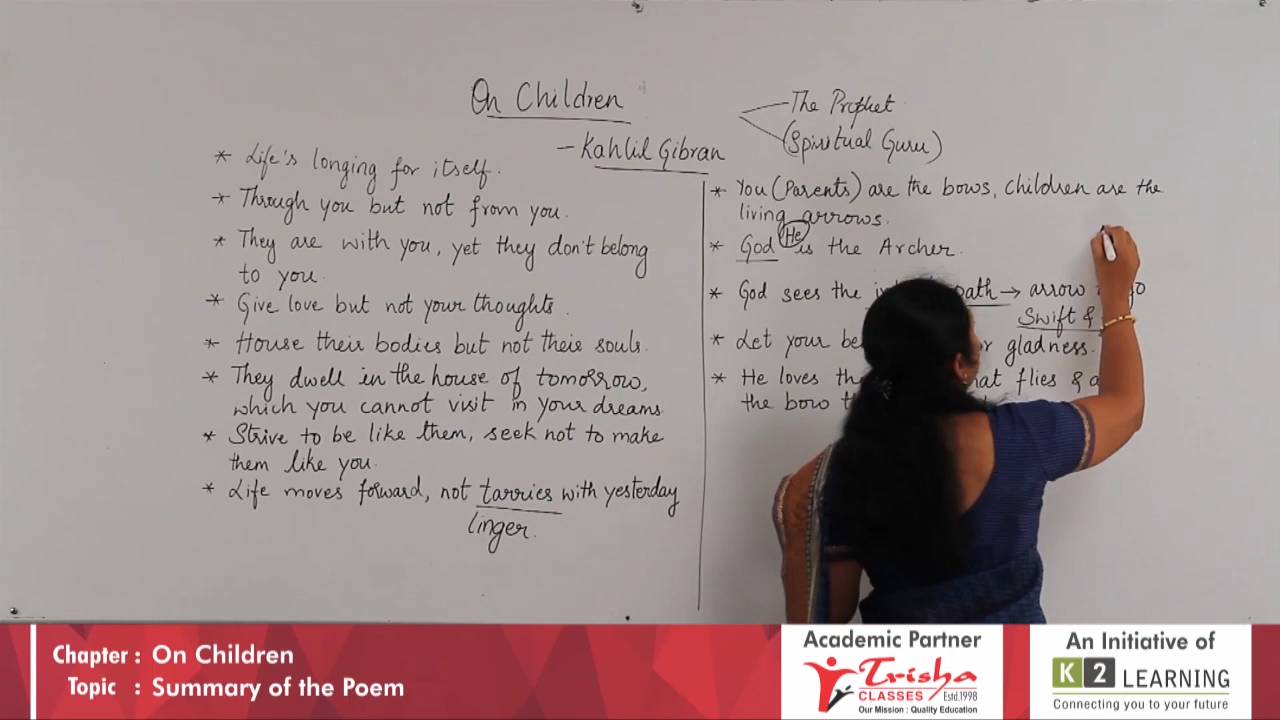 On Children
- Kahlil Gibran
The Prophet
(Spiritual Guru)
* Life's longing for itself.
* Through you but not from you.
* They are with you, yet they don't belong
to you.
* Give love but not your thoughts.
* House their bodies but not their souls.
* They dwell in the house of tomorrow,
which you cannot visit in your dreams
* Strive to be like them, seek not to make
them like you.
* Life moves forward, not tarries with yesterday
linger.
* You (Parents) are the bows, children are the
living arrows.
He
* God is the Archer.
* God sees the path → arrow go
Swift &
* Let your gladness.
* He loves flies &
the bow
Chapter : On Children
Topic : Summary of the Poem
Academic Partner
Trisha
CLASSES Estd.1998
Our Mission : Quality Education
An Initiative of
K2 LEARNING
Connecting you to your future